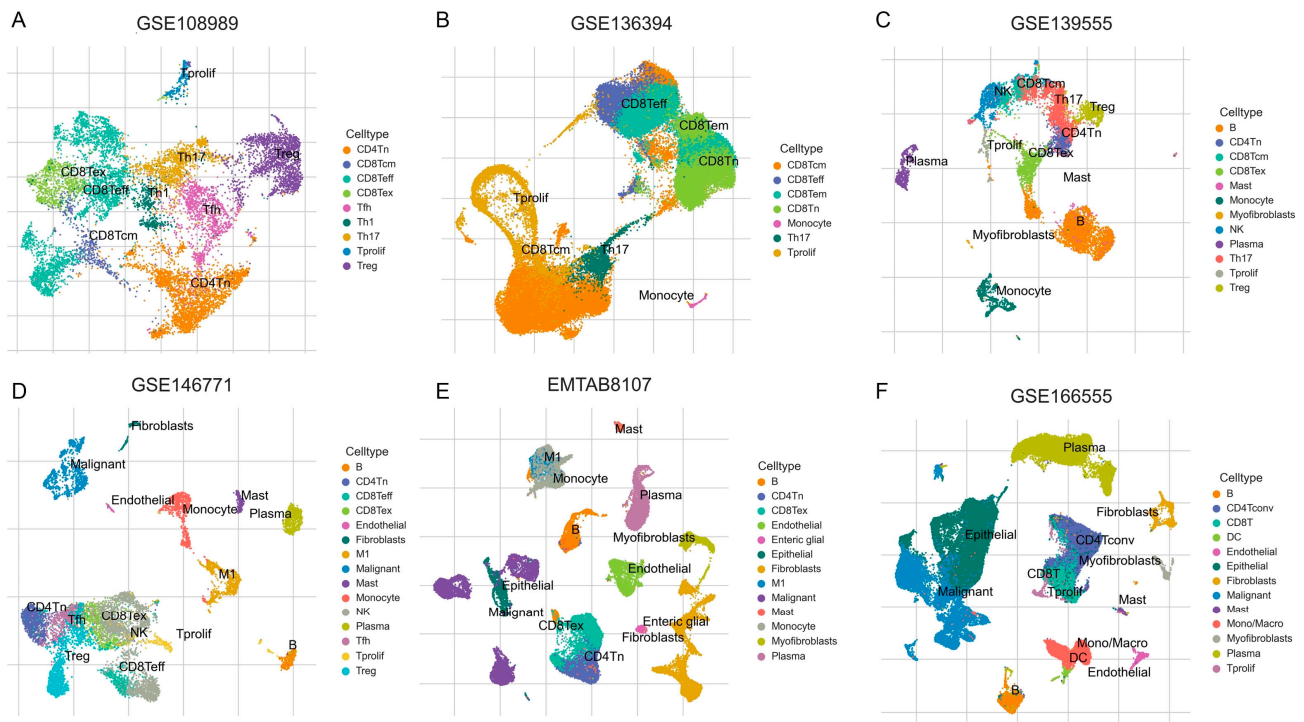 A
GSE108989
Tprolif
Th17
Treg
CD8Tex
CD8Teff
Th1
Tfh
CD8Tcm
CD4Tn
Celltype
CD4Tn
CD8Tcm
CD8Teff
CD8Tex
Tfh
Th1
Th17
Tprolif
Treg
B
GSE136394
CD8Teff
CD8Tem
CD8Tn
Tprolif
CD8Tcm
Th17
Monocyte
Celltype
CD8Tcm
CD8Teff
CD8Tem
CD8Tn
Monocyte
Th17
Tprolif
C
GSE139555
CD8Tcm
NK
Th17
Treg
CD4Tn
Tprolif
CD8Tex
Plasma
Mast
B
Myofibroblasts
Monocyte
Celltype
B
CD4Tn
CD8Tcm
CD8Tex
Mast
Monocyte
Myofibroblasts
NK
Plasma
Th17
Tprolif
Treg
D
GSE146771
Fibroblasts
Malignant
Endothelial
Mast
Monocyte
Plasma
M1
CD4Tn
Tfh
CD8Tex
NK
Tprolif
Treg
CD8Teff
B
Celltype
B
CD4Tn
CD8Teff
CD8Tex
Endothelial
Fibroblasts
M1
Malignant
Mast
Monocyte
NK
Plasma
Tfh
Tprolif
Treg
E
EMTAB8107
Mast
M1
Monocyte
Plasma
B
Myofibroblasts
Endothelial
Epithelial
Malignant
CD8Tex
Enteric glial
Fibroblasts
CD4Tn
Celltype
B
CD4Tn
CD8Tex
Endothelial
Enteric glial
Epithelial
Fibroblasts
M1
Malignant
Mast
Monocyte
Myofibroblasts
Plasma
F
GSE166555
Plasma
Fibroblasts
Epithelial
CD4Tconv
Myofibroblasts
CD8T
Tprolif
Malignant
Mast
Mono/Macro
DC
Endothelial
B
Celltype
B
CD4Tconv
CD8T
DC
Endothelial
Epithelial
Fibroblasts
Malignant
Mast
Mono/Macro
Myofibroblasts
Plasma
Tprolif